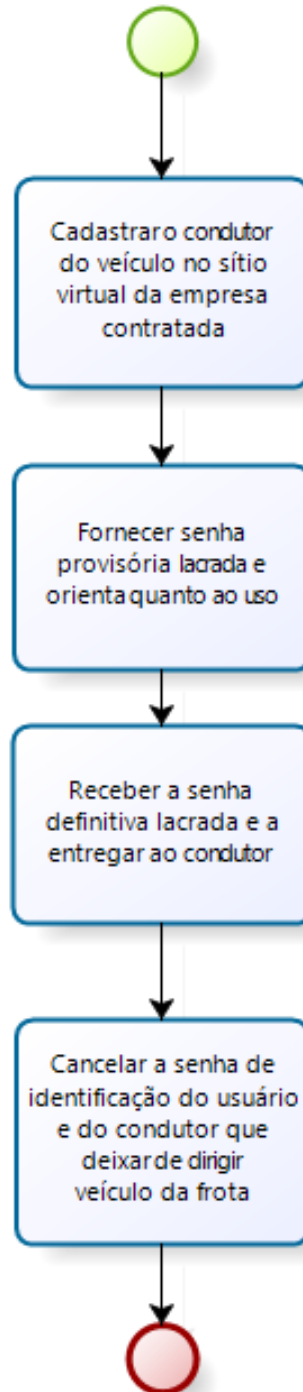 Cadastrar o condutor
do veículo no sítio
virtual da empresa
contratada
Fornecer senha
provisória lacrada e
orienta quanto ao uso
Receber a senha
definitiva lacrada e a
entregar ao condutor
Cancelar a senha de
identificação do usuário
e do condutor que
deixar de dirigir
veículo da frota